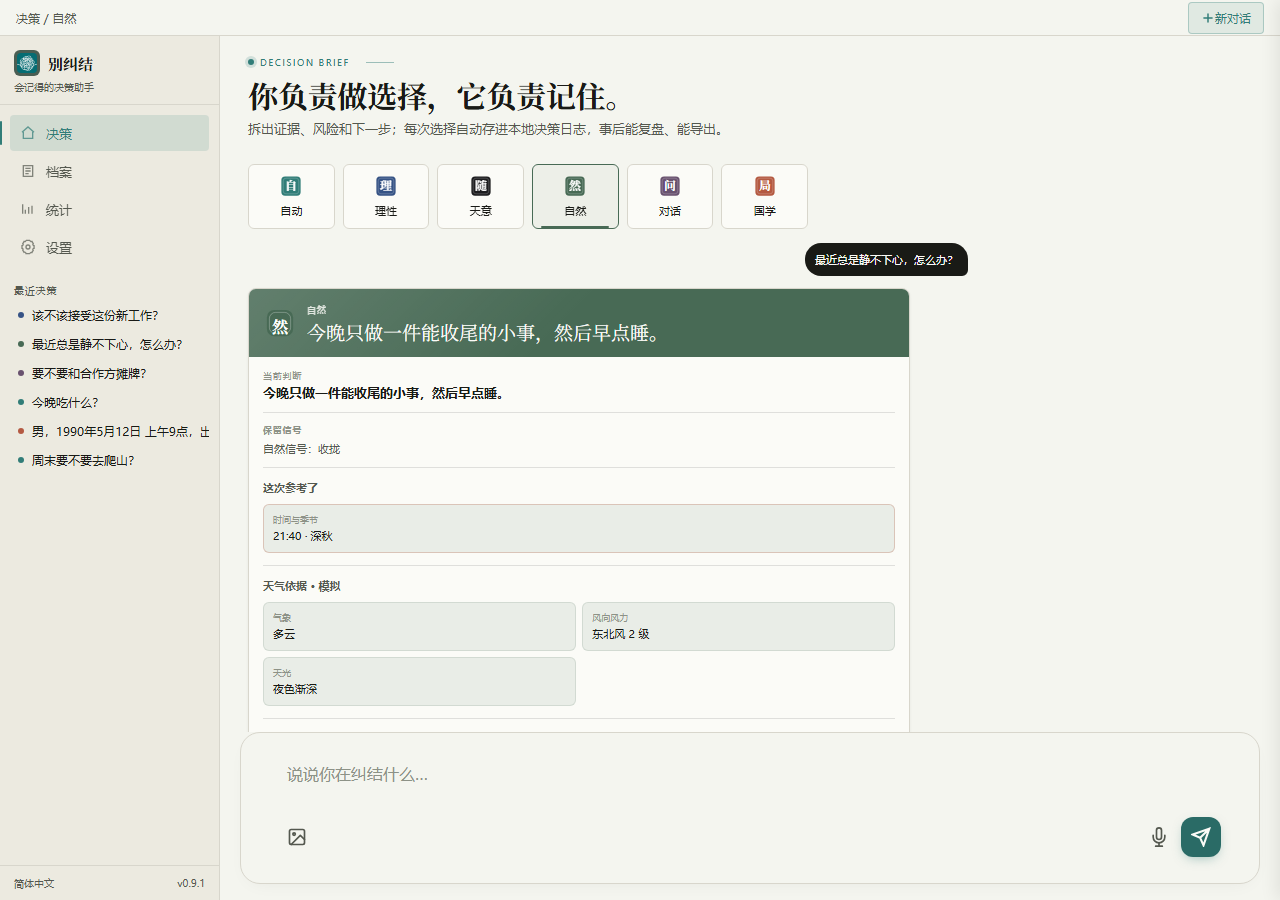 决策 / 自然
+新对话
别纠结
会记得的决策助手
决策
档案
统计
设置
最近决策
该不该接受这份新工作？
最近总是静不下心，怎么办？
要不要和合作方摊牌？
今晚吃什么？
男，1990年5月12日 上午9点，出
周末要不要去爬山？
简体中文
v0.9.1
DECISION BRIEF
你负责做选择，它负责记住。
拆出证据、风险和下一步；每次选择自动存进本地决策日志，事后能复盘、能导出。
自
自动
理
理性
随
天意
然
自然
问
对话
局
国学
最近总是静不下心，怎么办？
然
自然
今晚只做一件能收尾的小事，然后早点睡。
当前判断
今晚只做一件能收尾的小事，然后早点睡。
保留信号
自然信号：收拢
这次参考了
时间与季节
21:40 · 深秋
天气依据 • 模拟
气象
多云
风向风力
东北风 2 级
天光
夜色渐深
说说你在纠结什么...